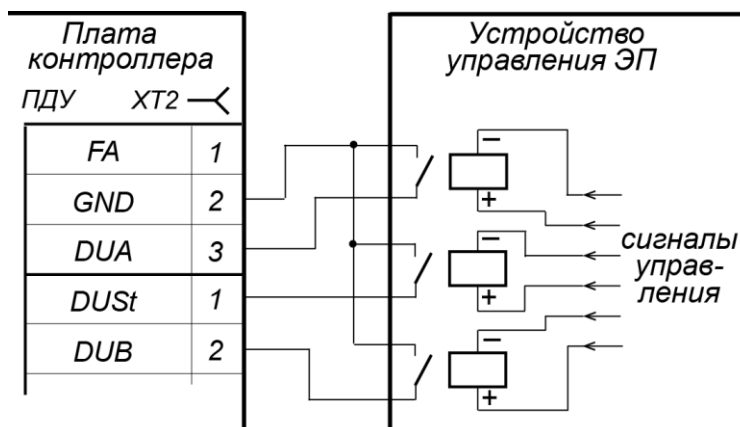 Плата
контроллера
ПДУ XT2
FA 1
GND 2
DUA 3
DUSt 1
DUB 2
Устройство
управления ЭП
−
+
−
+
−
+
сигналы
управ-
ления